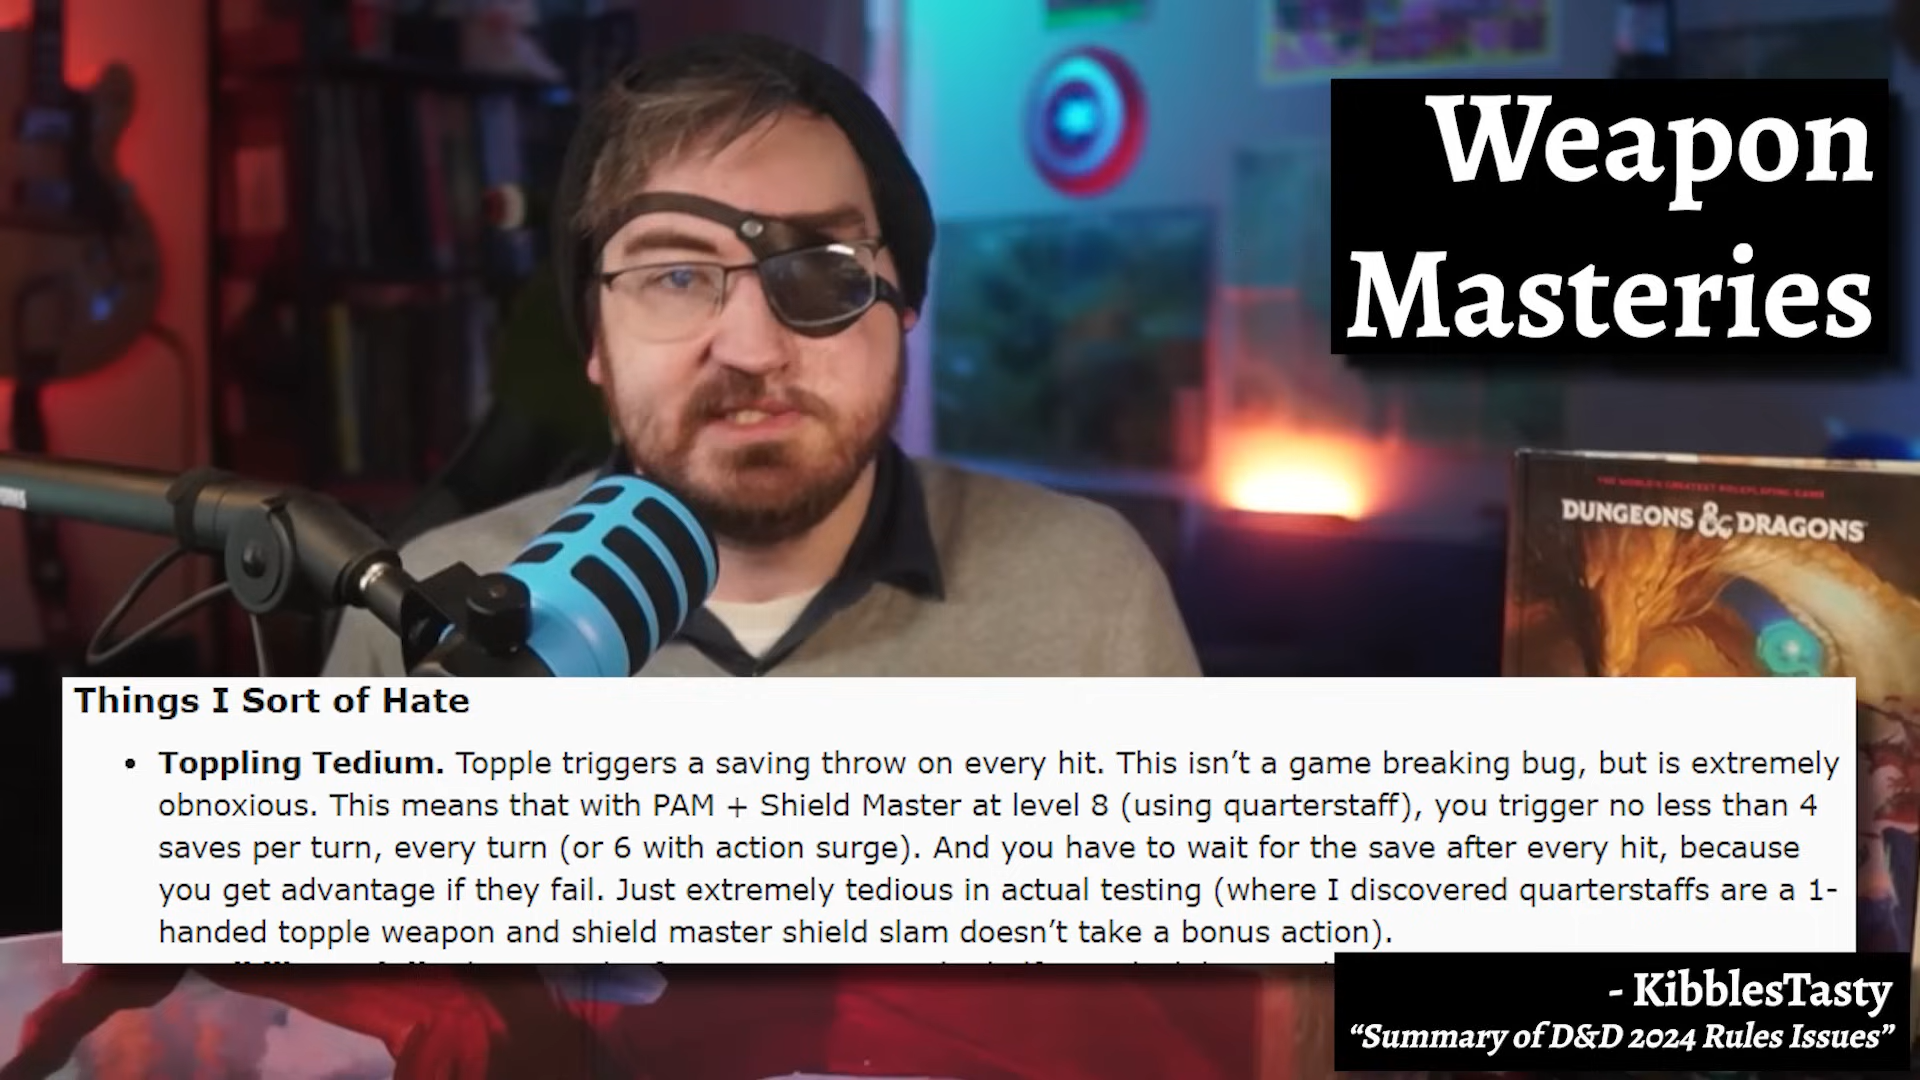 Weapon
Masteries
THE WORLD'S GREATEST ROLEPLAYING GAME
DUNGEONS & DRAGONS
Things I Sort of Hate
• Toppling Tedium. Topple triggers a saving throw on every hit. This isn’t a game breaking bug, but is extremely
obnoxious. This means that with PAM + Shield Master at level 8 (using quarterstaff), you trigger no less than 4
saves per turn, every turn (or 6 with action surge). And you have to wait for the save after every hit, because
you get advantage if they fail. Just extremely tedious in actual testing (where I discovered quarterstaffs are a 1-
handed topple weapon and shield master shield slam doesn’t take a bonus action).
- KibblesTasty
“Summary of D&D 2024 Rules Issues”